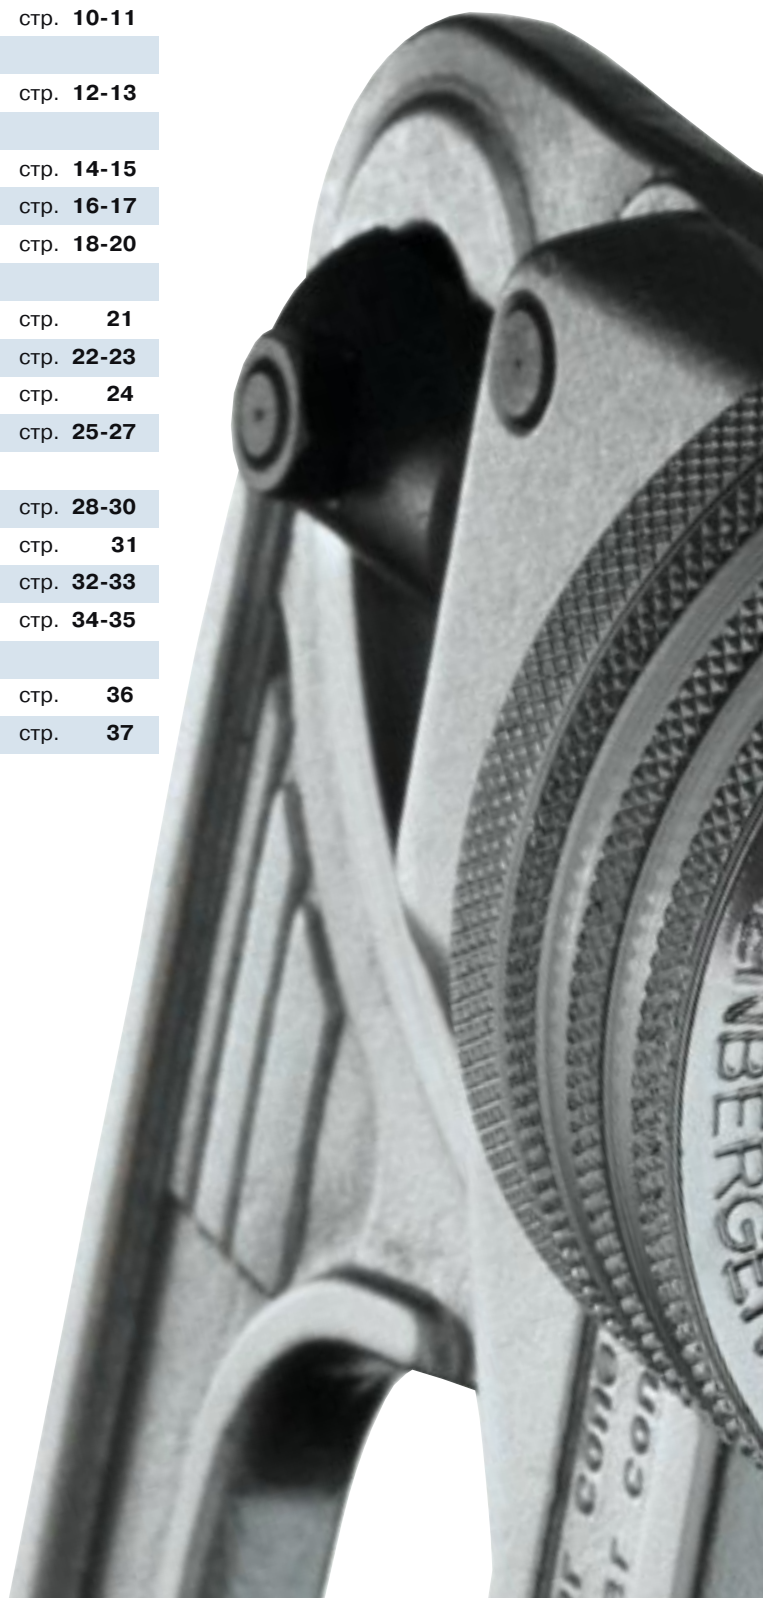 стр. 10-11
стр. 12-13
стр. 14-15
стр. 16-17
стр. 18-20
стр. 21
стр. 22-23
стр. 24
стр. 25-27
стр. 28-30
стр. 31
стр. 32-33
стр. 34-35
стр. 36
стр. 37